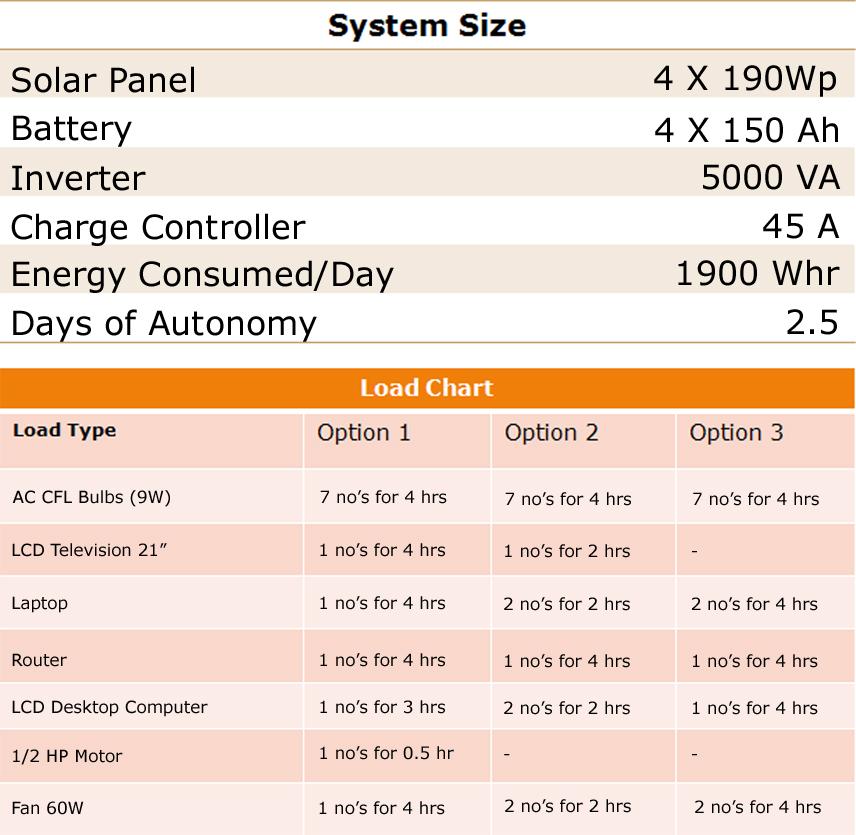 System Size
Solar Panel 4 X 190Wp
Battery 4 X 150 Ah
Inverter 5000 VA
Charge Controller 45 A
Energy Consumed/Day 1900 Whr
Days of Autonomy 2.5
Load Chart
Load Type Option 1 Option 2 Option 3
AC CFL Bulbs (9W) 7 no’s for 4 hrs 7 no’s for 4 hrs 7 no’s for 4 hrs
LCD Television 21” 1 no’s for 4 hrs 1 no’s for 2 hrs -
Laptop 1 no’s for 4 hrs 2 no’s for 2 hrs 2 no’s for 4 hrs
Router 1 no’s for 4 hrs 1 no’s for 4 hrs 1 no’s for 4 hrs
LCD Desktop Computer 1 no’s for 3 hrs 2 no’s for 2 hrs 1 no’s for 4 hrs
1/2 HP Motor 1 no’s for 0.5 hr - -
Fan 60W 1 no’s for 4 hrs 2 no’s for 2 hrs 2 no’s for 4 hrs